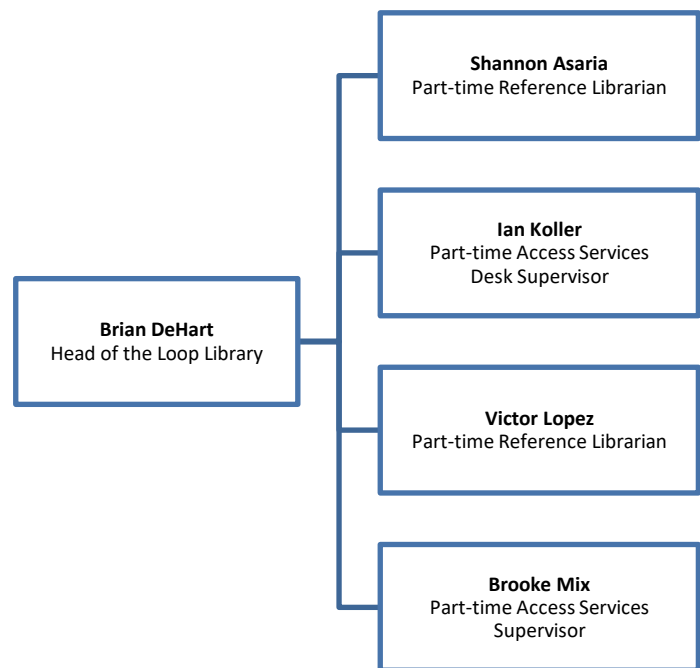 Shannon Asaria
Part-time Reference Librarian
Ian Koller
Part-time Access Services
Desk Supervisor
Brian DeHart
Head of the Loop Library
Victor Lopez
Part-time Reference Librarian
Brooke Mix
Part-time Access Services
Supervisor